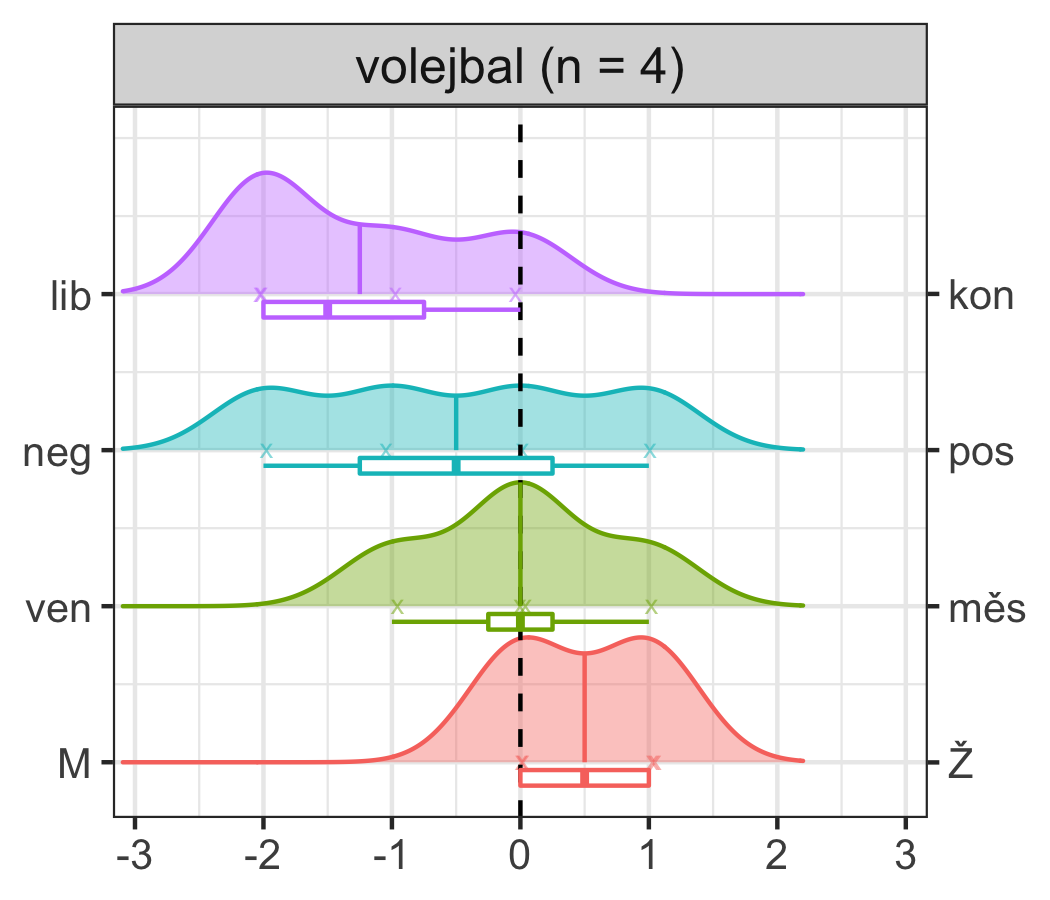 volejbal (n = 4)
lib kon
neg pos
ven měs
M Ž
-3 -2 -1 0 1 2 3